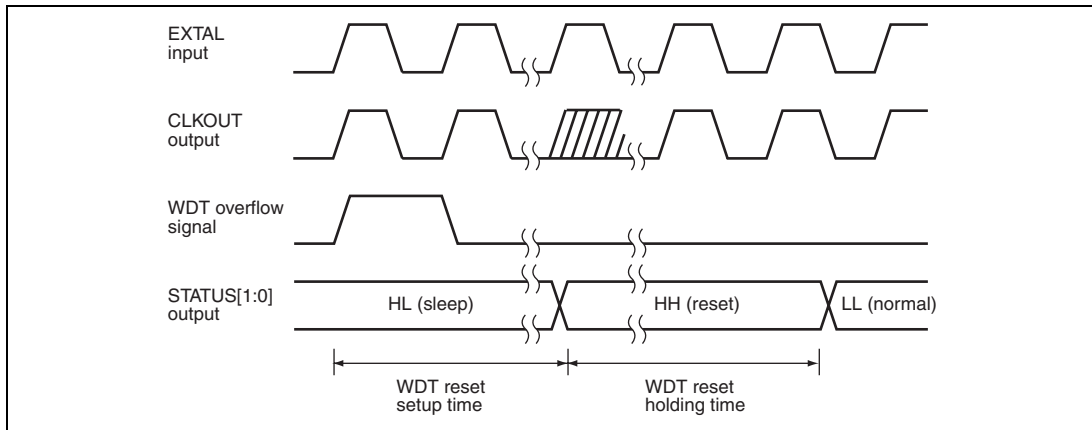 EXTAL
input
CLKOUT
output
WDT overflow
signal
STATUS[1:0]
output
HL (sleep)
HH (reset)
LL (normal)
WDT reset
setup time
WDT reset
holding time